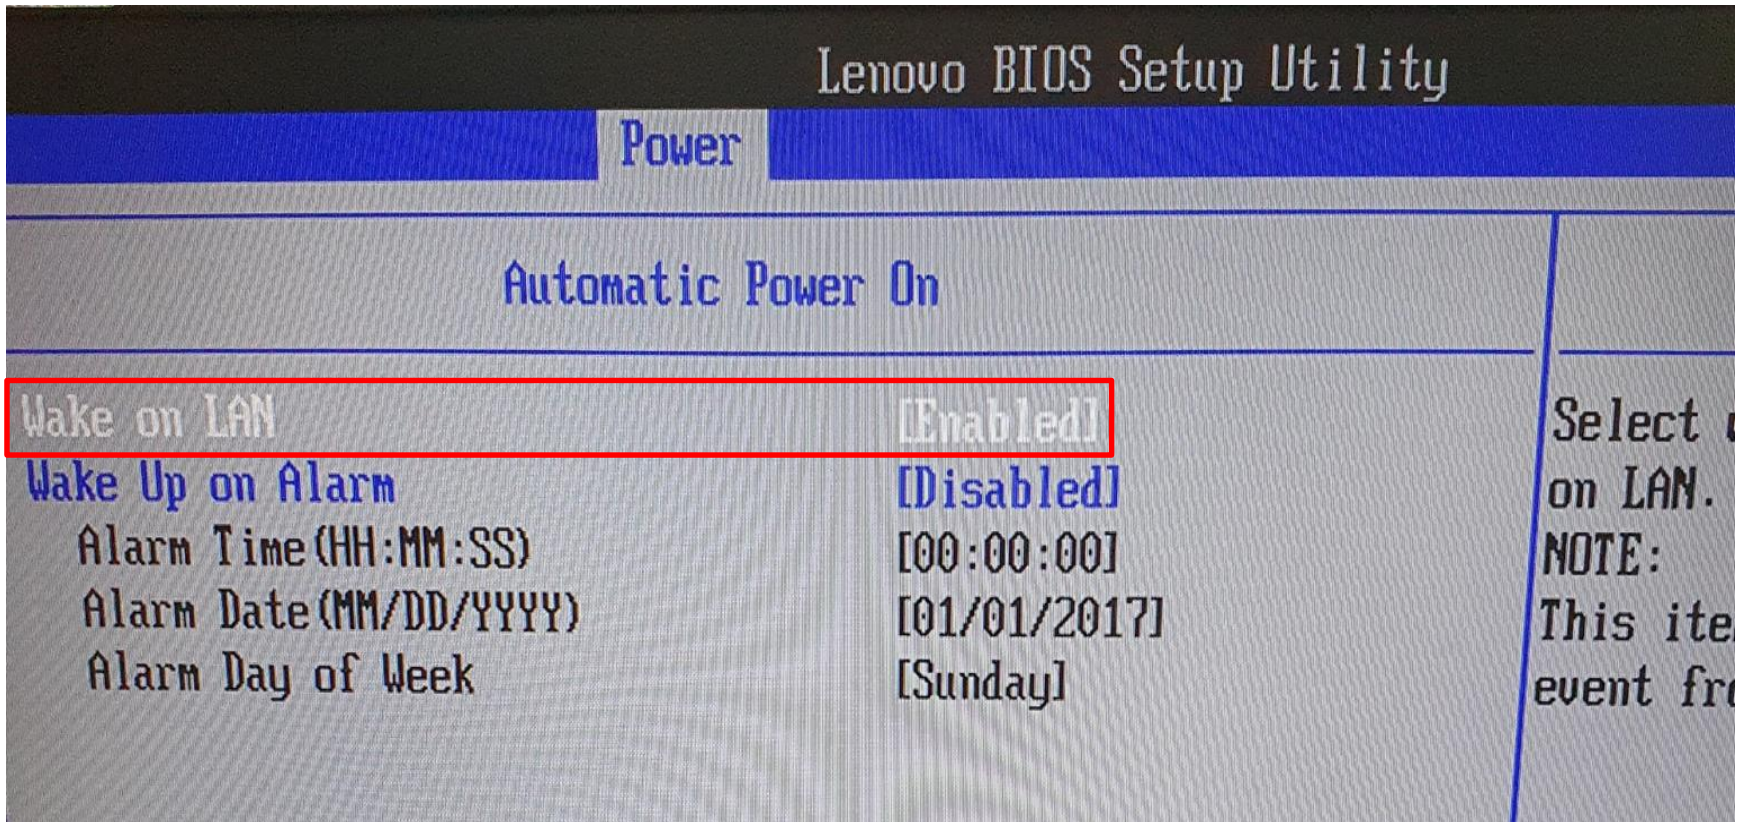 Lenovo BIOS Setup Utility
Power
Automatic Power On
Wake on LAN [Enabled]
Wake Up on Alarm [Disabled]
Alarm Time(HH:MM:SS) [00:00:00]
Alarm Date(MM/DD/YYYY) [01/01/2017]
Alarm Day of Week [Sunday]
Select
on LAN.
NOTE:
This
event